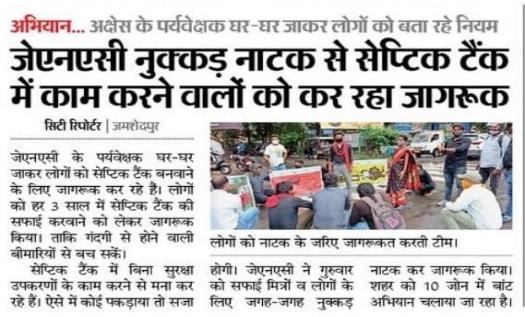 अभियान... अक्षेस के पर्यवेक्षक घर-घर जाकर लोगों को बता रहे नियम
जेएनएसी नुक्कड़ नाटक से सेप्टिक टैंक
में काम करने वालों को कर रहा जागरूक
सिटी रिपोर्टर | जमशेदपुर
जेएनएसी के पर्यवेक्षक घर-घर
जाकर लोगों को सेप्टिक टैंक बनवाने
के लिए जागरूक कर रहे हैं। लोगों
को हर 3 साल में सेप्टिक टैंक की
सफाई करवाने को लेकर जागरूक
किया। ताकि गंदगी से होने वाली
बीमारियों से बच सकें।
सेप्टिक टैंक में बिना सुरक्षा
उपकरणों के काम करने से मना कर
रहे हैं। ऐसे में कोई पकड़ाया तो सजा
लोगों को नाटक के जरिए जागरूकत करती टीम।
होगी। जेएनएसी ने गुरुवार
को सफाई मित्रों व लोगों के
लिए जगह-जगह नुक्कड़
नाटक कर जागरूक किया।
शहर को 10 जोन में बांट
अभियान चलाया जा रहा है।